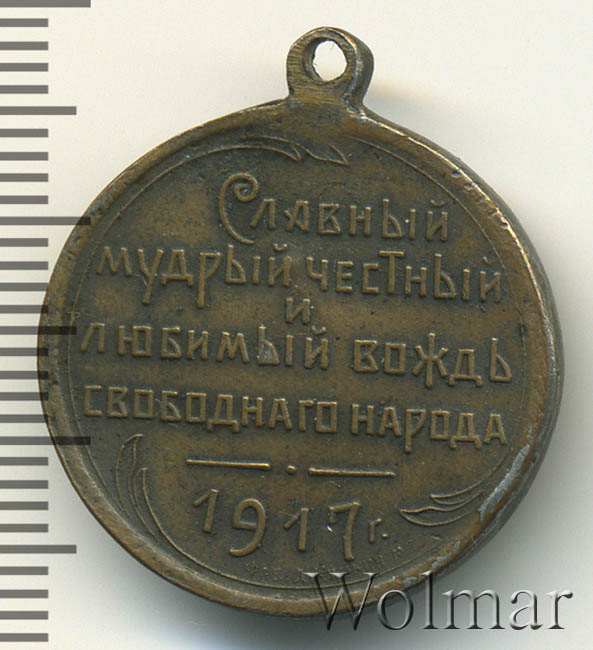 Славный
мудрый, честный
и
любимый вождь
свободнаго народа
1917 г.
Wolmar